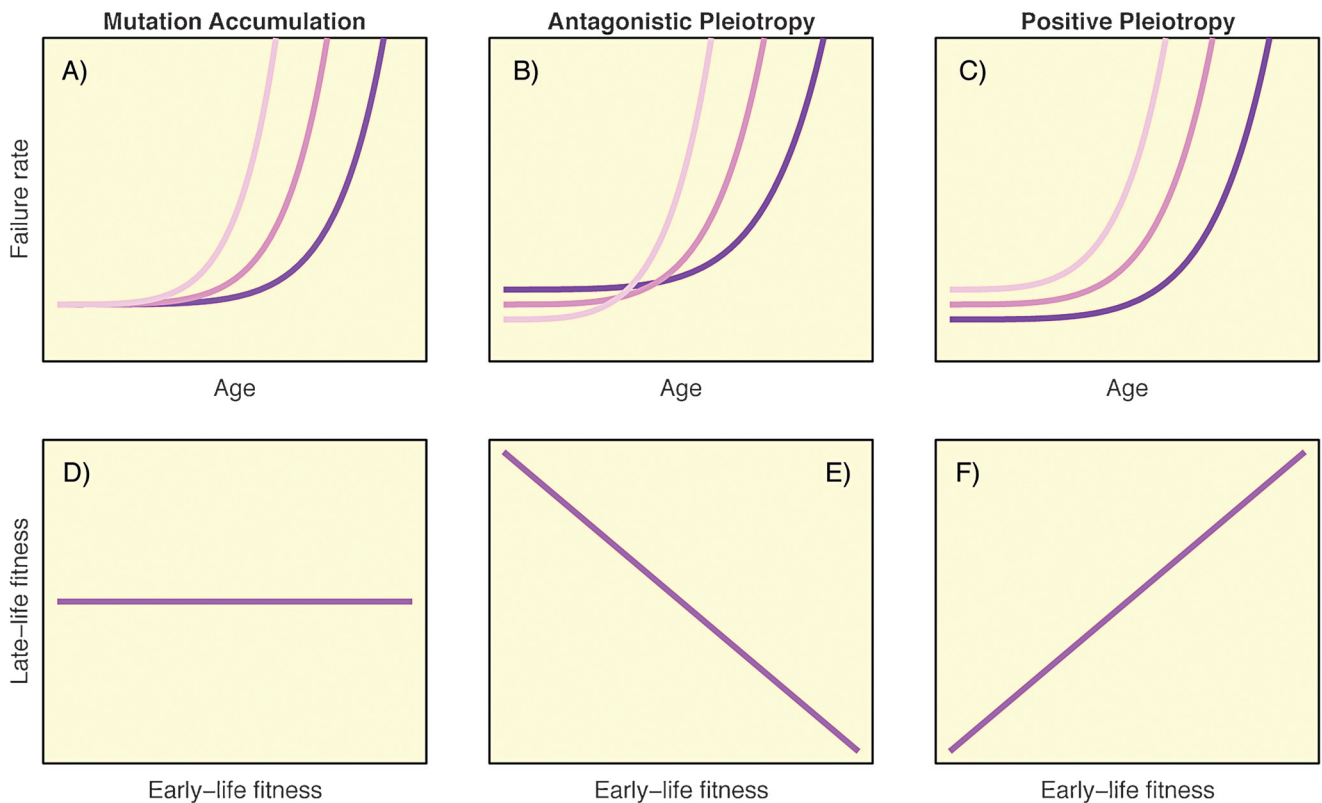 Mutation Accumulation
Antagonistic Pleiotropy
Positive Pleiotropy
A)
B)
C)
Failure rate
Age
Age
Age
D)
E)
F)
Late–life fitness
Early–life fitness
Early–life fitness
Early–life fitness